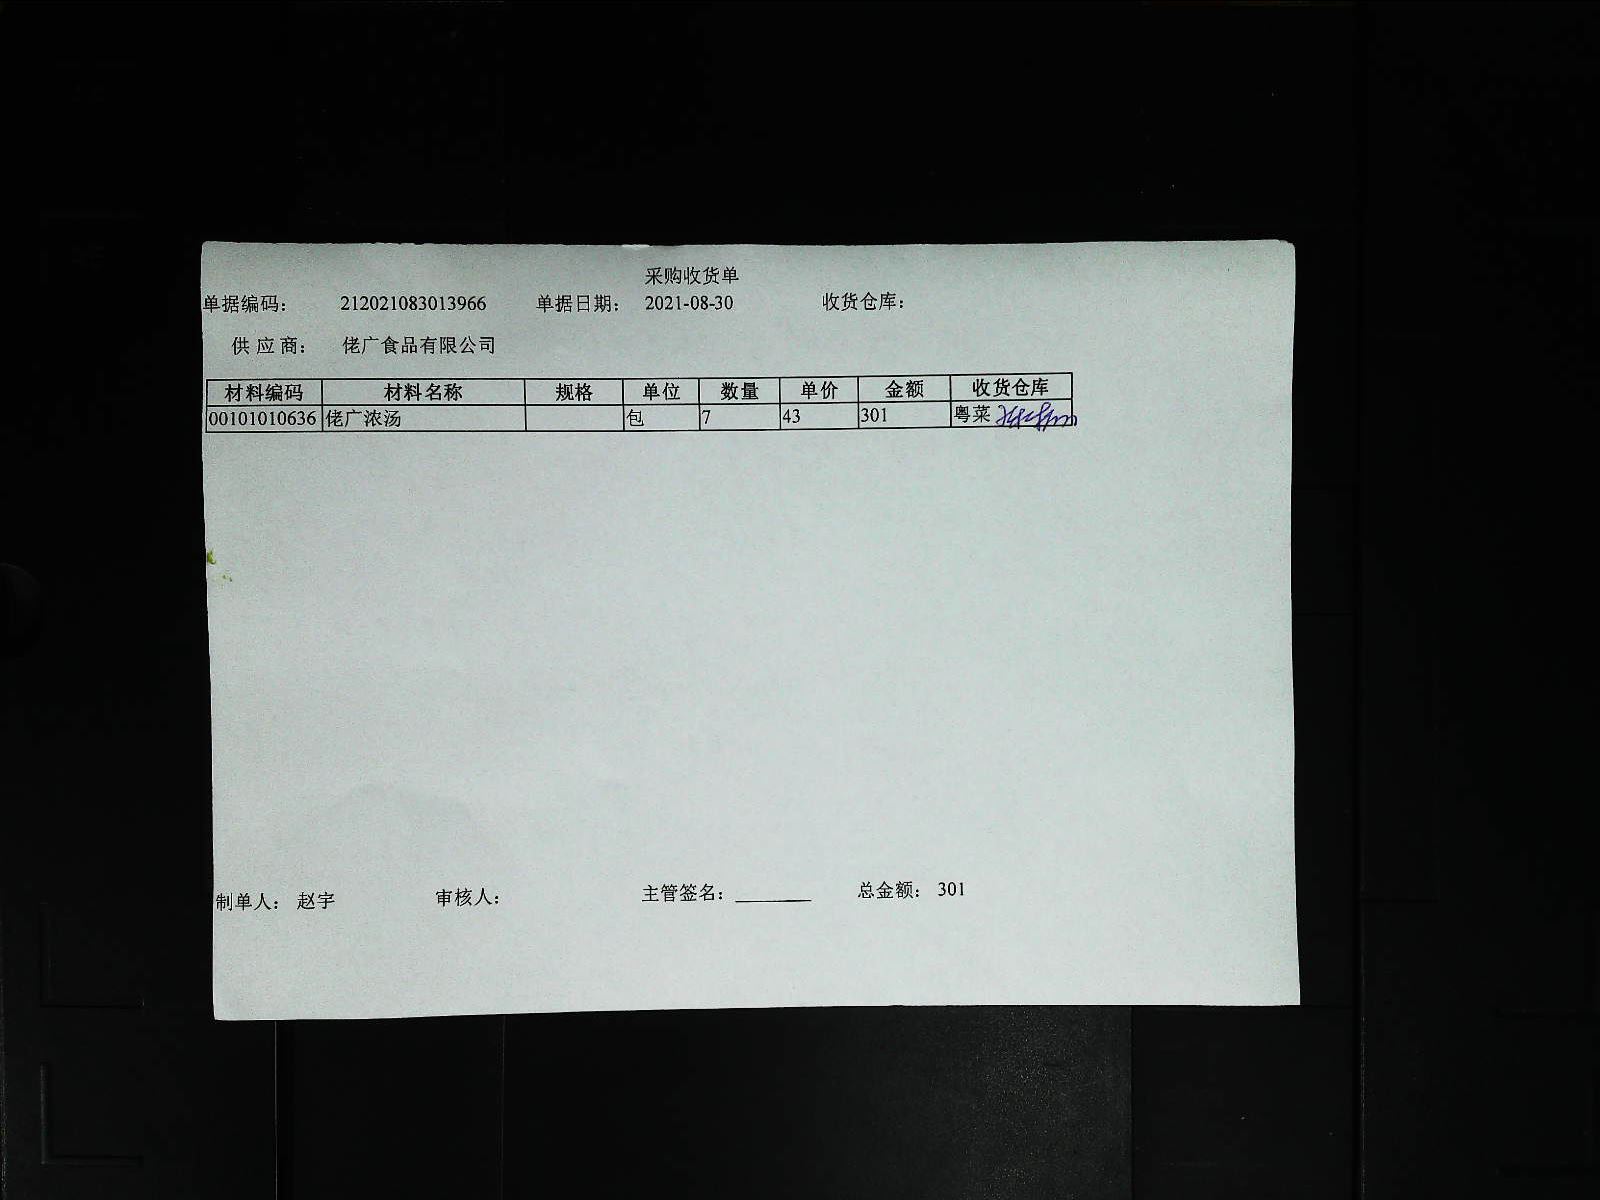 采购收货单
单据编码： 212021083013966 单据日期： 2021-08-30 收货仓库：
供 应 商： 佬广食品有限公司
材料编码 材料名称 规格 单位 数量 单价 金额 收货仓库
00101010636 佬广浓汤 包 7 43 301 粤菜
制单人： 赵宇 审核人： 主管签名：________ 总金额： 301